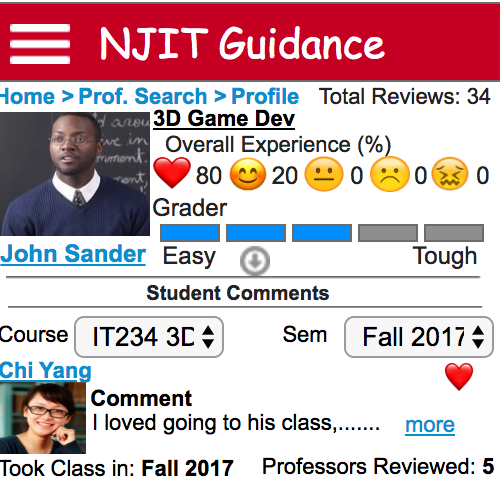 NJIT Guidance
Home > Prof. Search > Profile Total Reviews: 34
3D Game Dev
Overall Experience (%)
80 20 0 0 0
Grader
John Sander Easy Tough
Student Comments
Course IT234 3D Sem Fall 2017
Chi Yang
Comment
I loved going to his class,....... more
Took Class in: Fall 2017 Professors Reviewed: 5